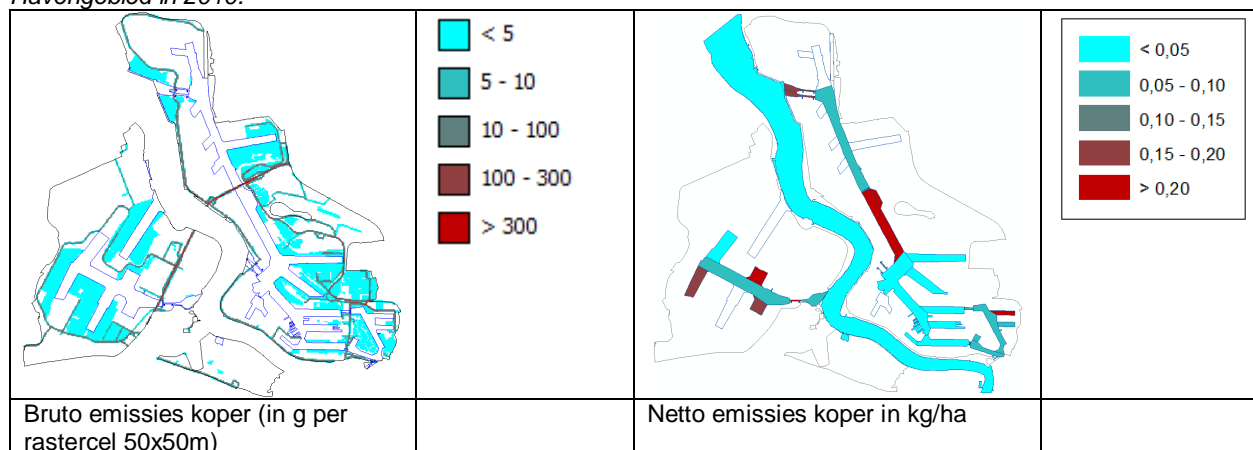 Havengebied in 2010.
< 5
5 - 10
10 - 100
100 - 300
> 300
< 0,05
0,05 - 0,10
0,10 - 0,15
0,15 - 0,20
> 0,20
Bruto emissies koper (in g per
rastercel 50x50m)
Netto emissies koper in kg/ha